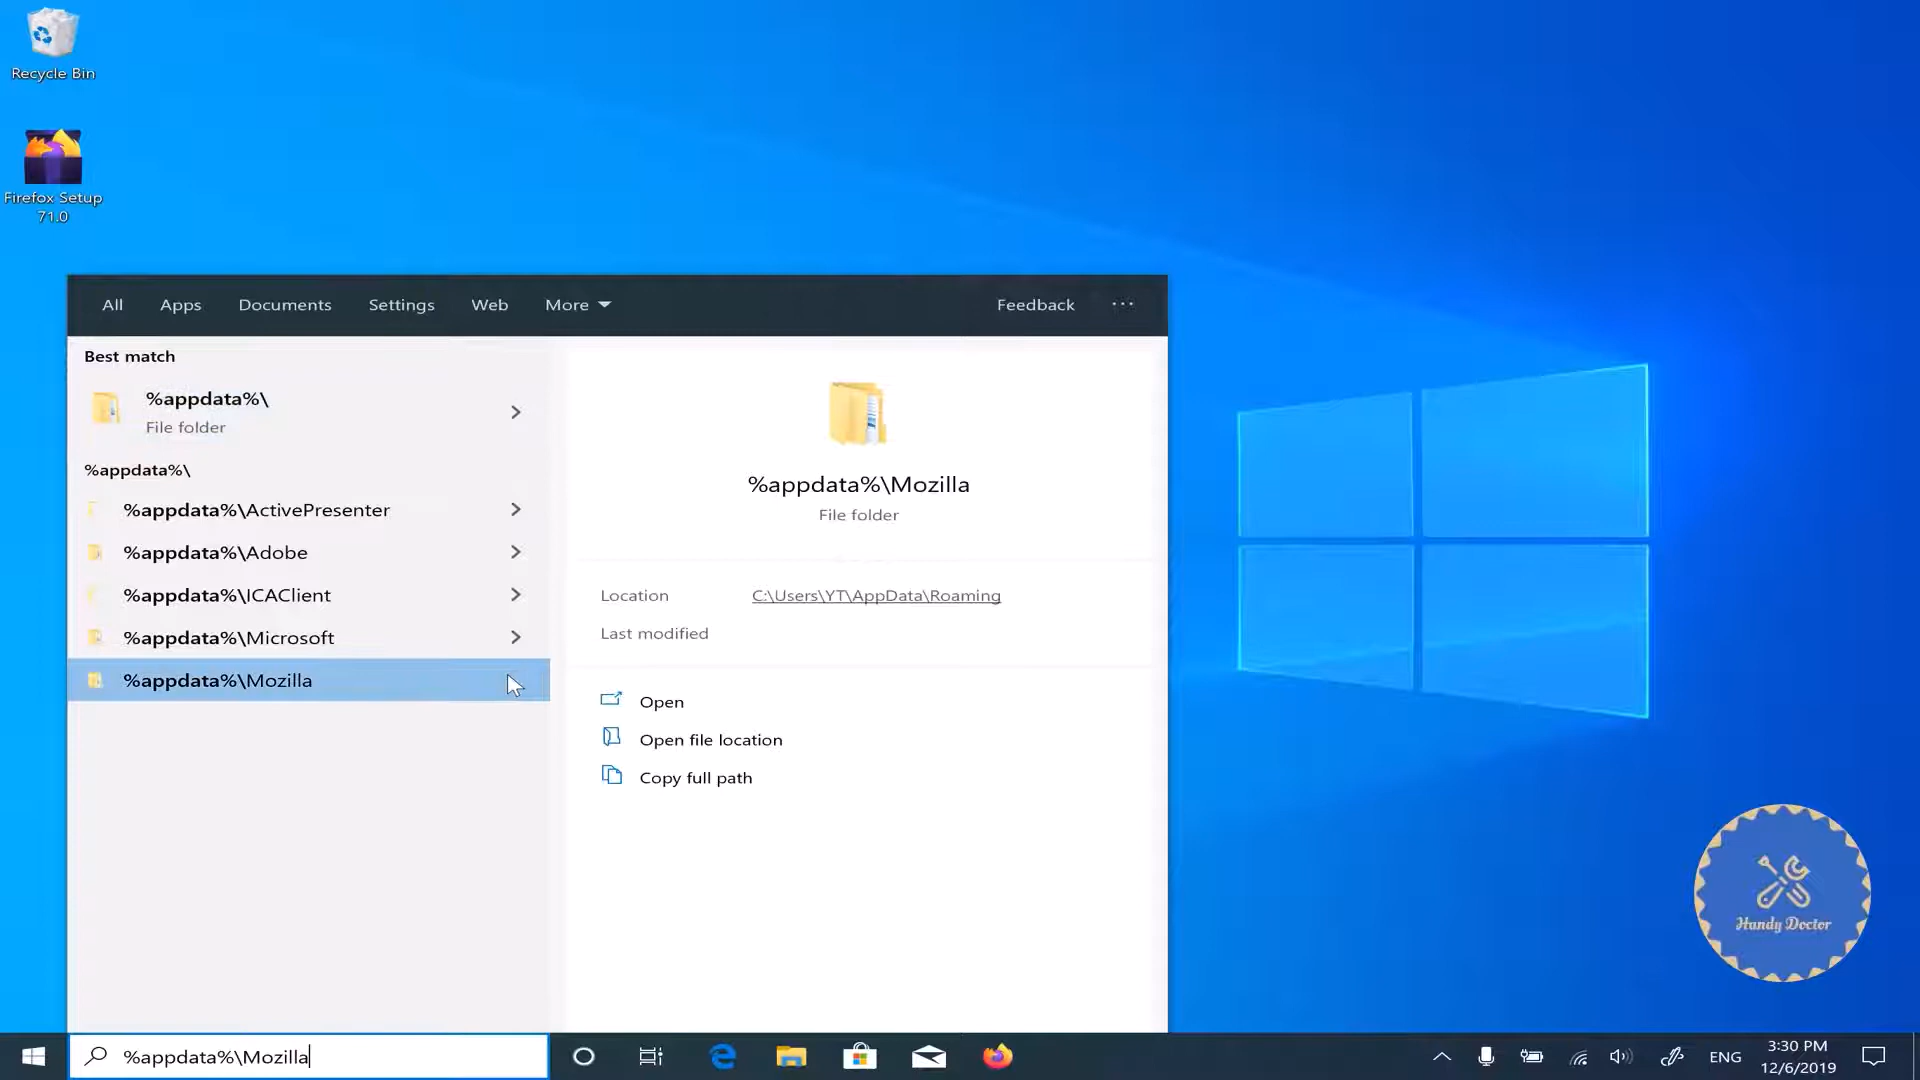 Recycle Bin
Firefox Setup
71.0
All Apps Documents Settings Web More Feedback ···
Best match
%appdata%\
File folder
%appdata%\
%appdata%\ActivePresenter
%appdata%\Adobe
%appdata%\ICAClient
%appdata%\Microsoft
%appdata%\Mozilla
%appdata%\Mozilla
File folder
Location C:\Users\YT\AppData\Roaming
Last modified
Open
Open file location
Copy full path
Handy Doctor
%appdata%\Mozilla
ENG
3:30 PM
12/6/2019